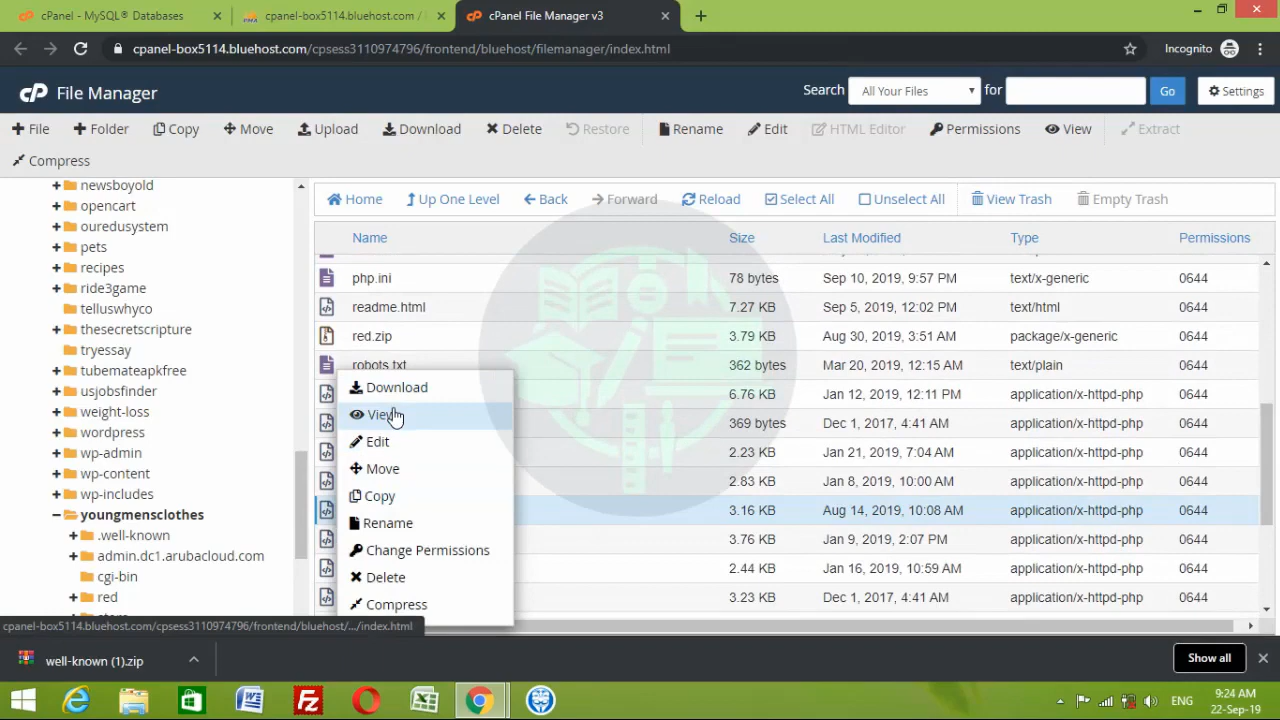 cPanel - MySQL® Databases
cpanel-box5114.bluehost.com /
cPanel File Manager v3
cpanel-box5114.bluehost.com/cpsess3110974796/frontend/bluehost/filemanager/index.html
Incognito
cP File Manager
Search All Your Files for Go Settings
File Folder Copy Move Upload Download Delete Restore Rename Edit HTML Editor Permissions View Extract
Compress
newsboyold
opencart
ouredusystem
pets
recipes
ride3game
telluswhyco
thesecretscripture
tryessay
tubemateapkfree
usjobsfinder
weight-loss
wordpress
wp-admin
wp-content
wp-includes
youngmensclothes
.well-known
admin.dc1.arubacloud.com
cgi-bin
red
Home Up One Level Back Forward Reload Select All Unselect All View Trash Empty Trash
Name Size Last Modified Type Permissions
php.ini 78 bytes Sep 10, 2019, 9:57 PM text/x-generic 0644
readme.html 7.27 KB Sep 5, 2019, 12:02 PM text/html 0644
red.zip 3.79 KB Aug 30, 2019, 3:51 AM package/x-generic 0644
robots.txt 362 bytes Mar 20, 2019, 12:15 AM text/plain 0644
6.76 KB Jan 12, 2019, 12:11 PM application/x-httpd-php 0644
369 bytes Dec 1, 2017, 4:41 AM application/x-httpd-php 0644
2.23 KB Jan 21, 2019, 7:04 AM application/x-httpd-php 0644
2.83 KB Jan 8, 2019, 10:00 AM application/x-httpd-php 0644
3.16 KB Aug 14, 2019, 10:08 AM application/x-httpd-php 0644
3.76 KB Jan 9, 2019, 2:07 PM application/x-httpd-php 0644
2.44 KB Jan 16, 2019, 10:59 AM application/x-httpd-php 0644
3.23 KB Jan 11, 2019, 1:01 PM application/x-httpd-php 0644
Download
View
Edit
Move
Copy
Rename
Change Permissions
Delete
Compress
cpanel-box5114.bluehost.com/cpsess3110974796/frontend/bluehost/.../index.html
well-known (1).zip
Show all
ENG
9:24 AM
22-Sep-19